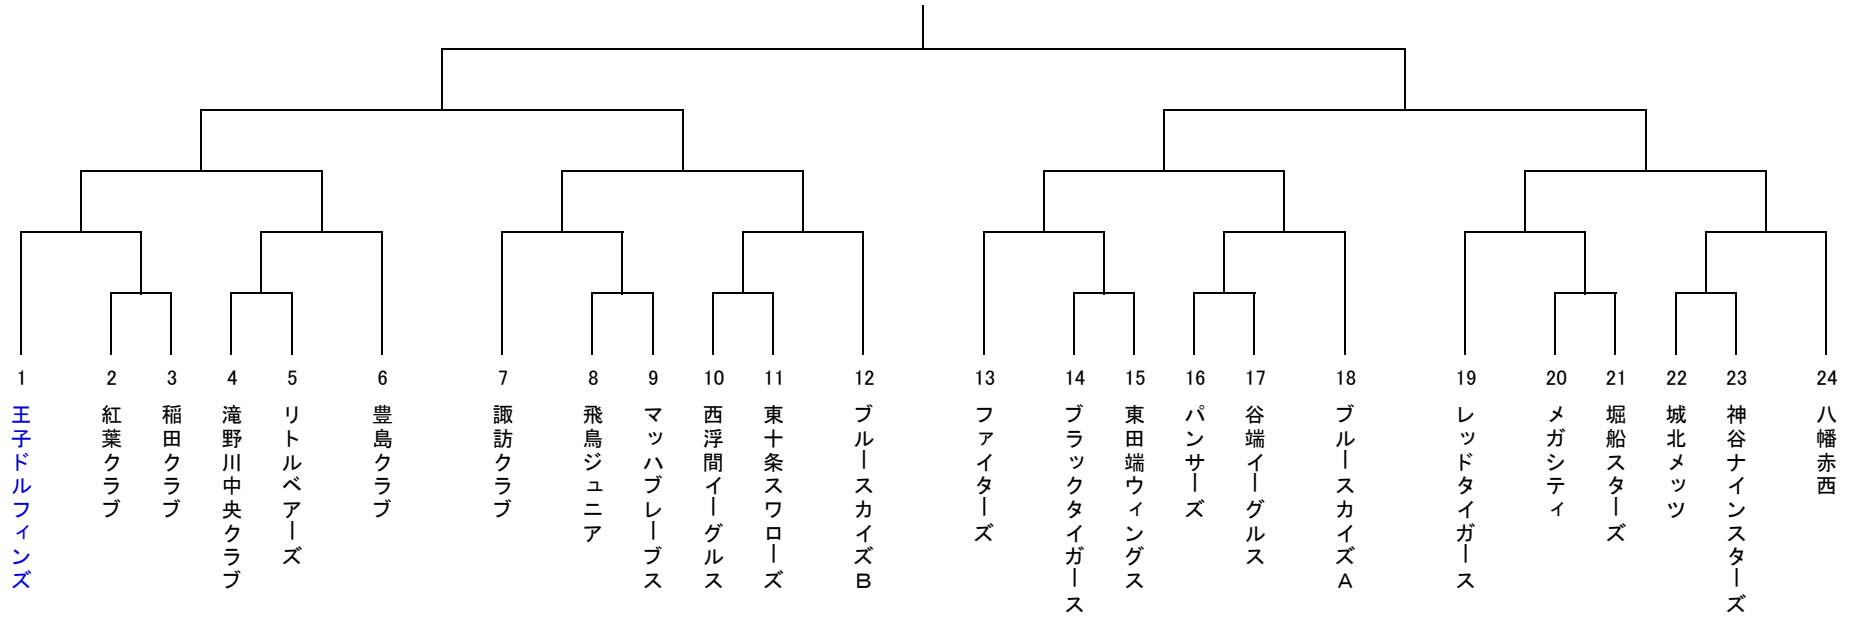 1 2 3 4 5 6 7 8 9 10 11 12 13 14 15 16 17 18 19 20 21 22 23 24
王子ドルフィンズ
紅葉クラブ
稲田クラブ
滝野川中央クラブ
リトルベアーズ
豊島クラブ
諏訪クラブ
飛鳥ジュニア
マッハブレーブス
西浮間イーグルス
東十条スワローズ
ブルースカイズB
ファイターズ
ブラックタイガース
東田端ウィングス
パンサーズ
谷端イーグルス
ブルースカイズA
レッドタイガース
メガシティ
堀船スターズ
城北メッツ
神谷ナインスターズ
八幡赤西